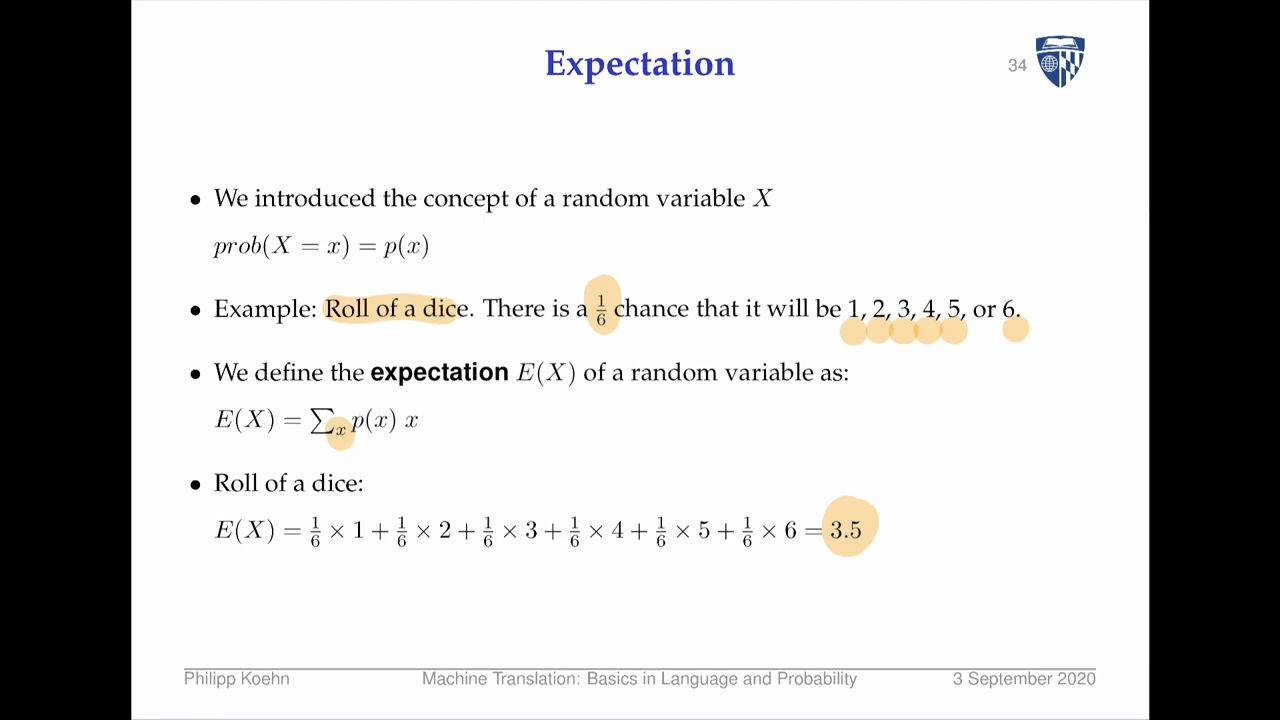 Expectation
34
• We introduced the concept of a random variable X
prob(X = x) = p(x)
• Example: Roll of a dice. There is a 1/6 chance that it will be 1, 2, 3, 4, 5, or 6.
• We define the expectation E(X) of a random variable as:
E(X) = ∑ₓ p(x) x
• Roll of a dice:
E(X) = 1/6 × 1 + 1/6 × 2 + 1/6 × 3 + 1/6 × 4 + 1/6 × 5 + 1/6 × 6 = 3.5
Philipp Koehn Machine Translation: Basics in Language and Probability 3 September 2020